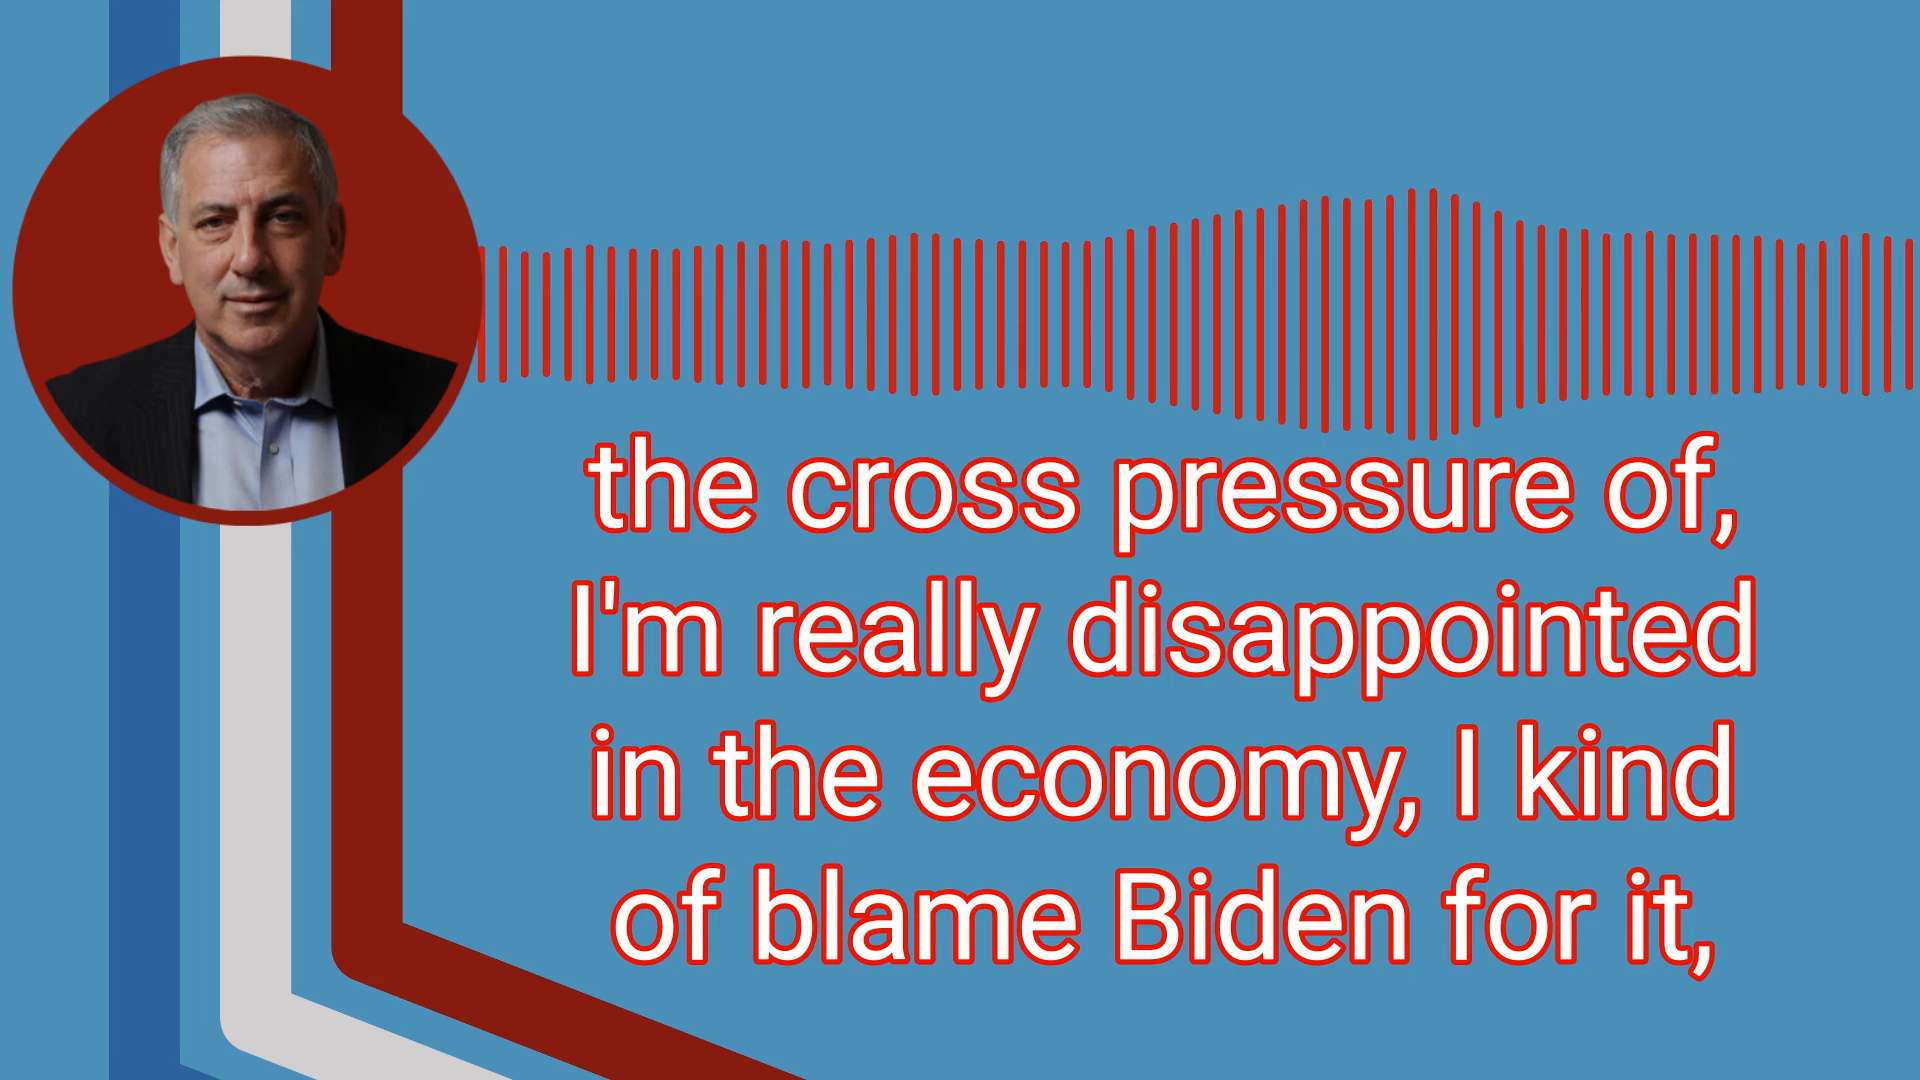 the cross pressure of,
I'm really disappointed
in the economy, I kind
of blame Biden for it,